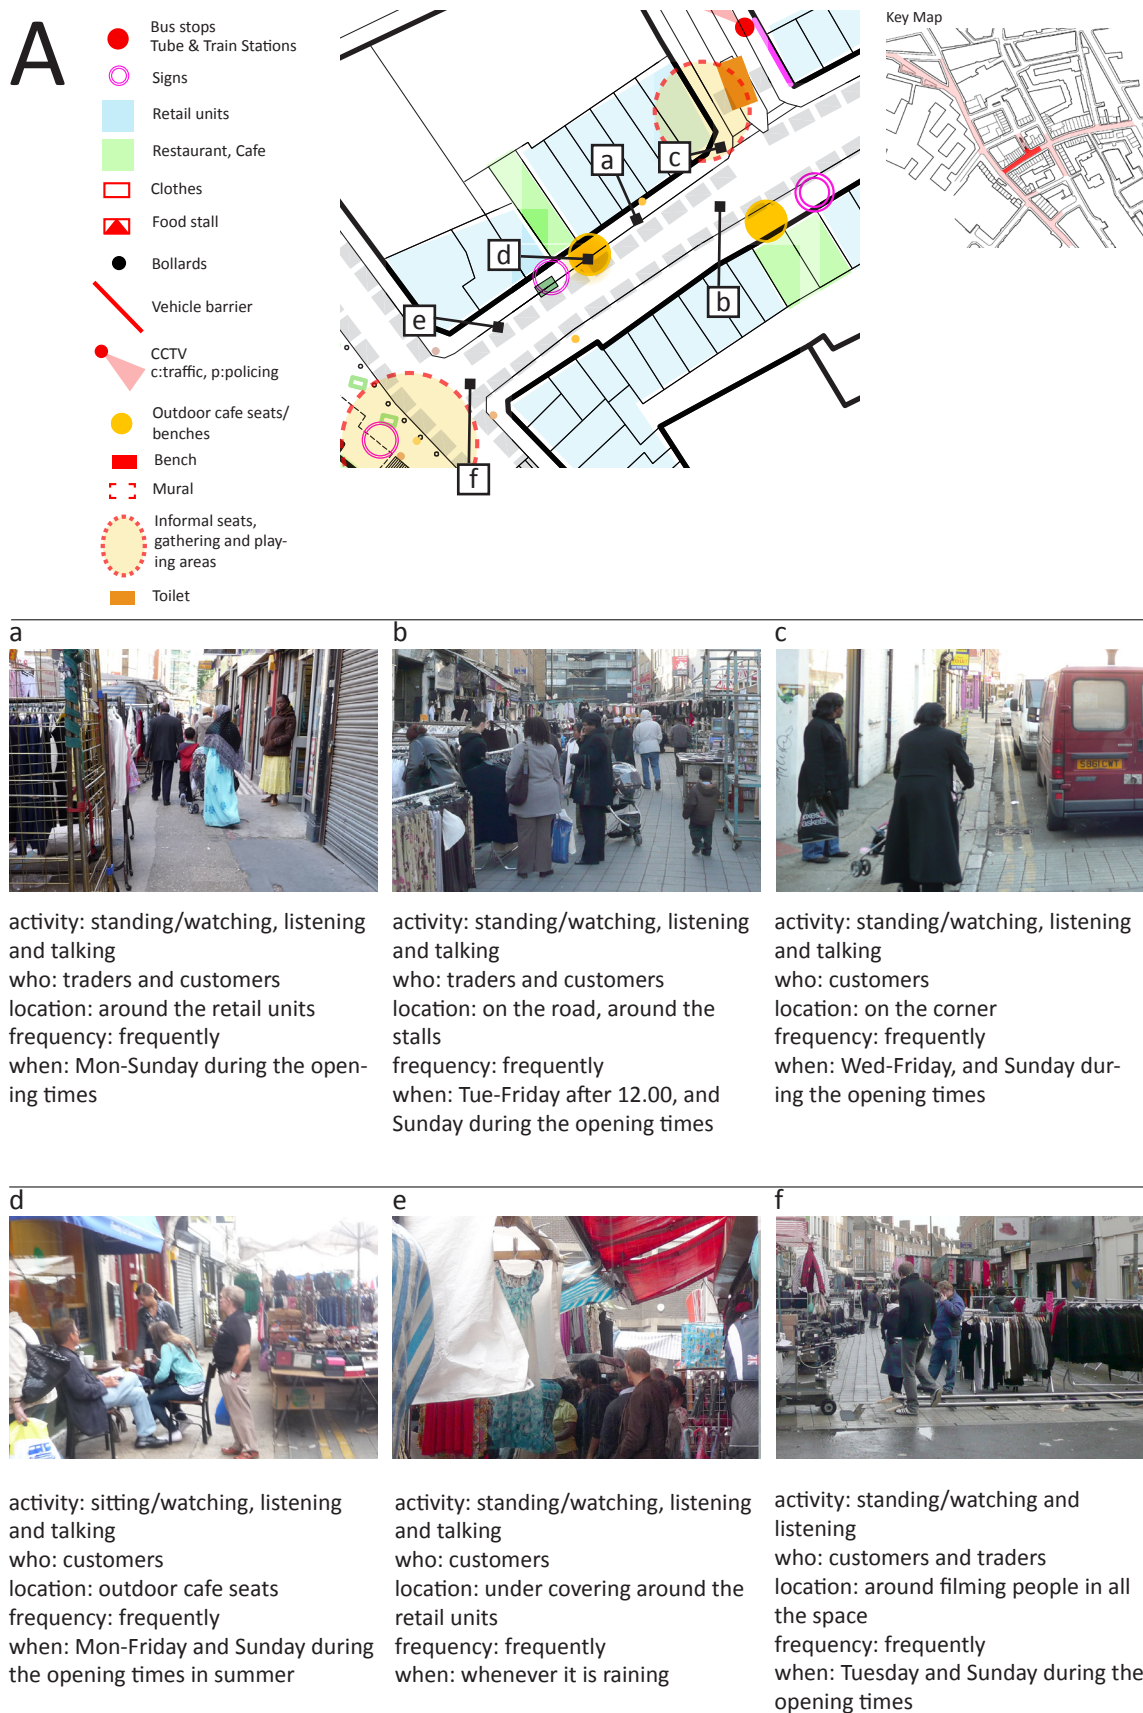 A
Bus stops
Tube & Train Stations
Signs
Retail units
Restaurant, Cafe
Clothes
Food stall
Bollards
Vehicle barrier
CCTV
c:traffic, p:policing
Outdoor cafe seats/
benches
Bench
Mural
Informal seats,
gathering and play-
ing areas
Toilet
a
c
d
b
e
f
Key Map
a
activity: standing/watching, listening
and talking
who: traders and customers
location: around the retail units
frequency: frequently
when: Mon-Sunday during the open-
ing times
b
activity: standing/watching, listening
and talking
who: traders and customers
location: on the road, around the
stalls
frequency: frequently
when: Tue-Friday after 12.00, and
Sunday during the opening times
c
activity: standing/watching, listening
and talking
who: customers
location: on the corner
frequency: frequently
when: Wed-Friday, and Sunday dur-
ing the opening times
d
activity: sitting/watching, listening
and talking
who: customers
location: outdoor cafe seats
frequency: frequently
when: Mon-Friday and Sunday during
the opening times in summer
e
activity: standing/watching, listening
and talking
who: customers
location: under covering around the
retail units
frequency: frequently
when: whenever it is raining
f
activity: standing/watching and
listening
who: customers and traders
location: around filming people in all
the space
frequency: frequently
when: Tuesday and Sunday during the
opening times